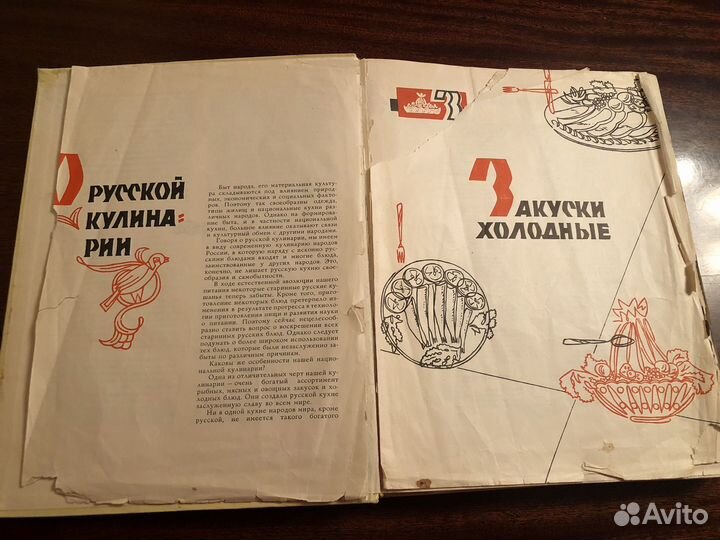 О РУССКОЙ
КУЛИНА=
РИИ
Быт народа, его материальная культу-
ра складываются под влиянием природ-
ных, экономических и социальных факто-
ров. Поэтому так своеобразны одежда,
типы жилищ и национальные кухни раз-
личных народов. Однако на формирова-
ние быта, и в частности национальной
кухни, большое влияние оказывают связи
и культурный обмен с другими народами.
Говоря о русской кулинарии, мы имеем
в виду современную кулинарию народов
России, в которую наряду с исконно рус-
скими блюдами входят и многие блюда,
заимствованные у других народов. Это,
конечно, не лишает русскую кухню свое-
образия и самобытности.
В ходе естественной эволюции нашего
питания некоторые старинные русские ку-
шанья теперь забыты. Кроме того, приго-
товление некоторых блюд претерпело из-
менения в результате прогресса в техноло-
гии приготовления пищи и развития науки
о питании. Поэтому сейчас нецелесооб-
разно ставить вопрос о воскрешении всех
старинных русских блюд. Однако следует
подумать о более широком использовании
тех блюд, которые были незаслуженно за-
быты по различным причинам.
Каковы же особенности нашей нацио-
нальной кулинарии?
Одна из отличительных черт нашей ку-
линарии — очень богатый ассортимент
рыбных, мясных и овощных закусок и хо-
лодных блюд. Они создали русской кухне
заслуженную славу во всем мире.
Ни в одной кухне народов мира, кроме
русской, не имеется такого богатого
З
ЗАКУСКИ
ХОЛОДНЫЕ
Avito